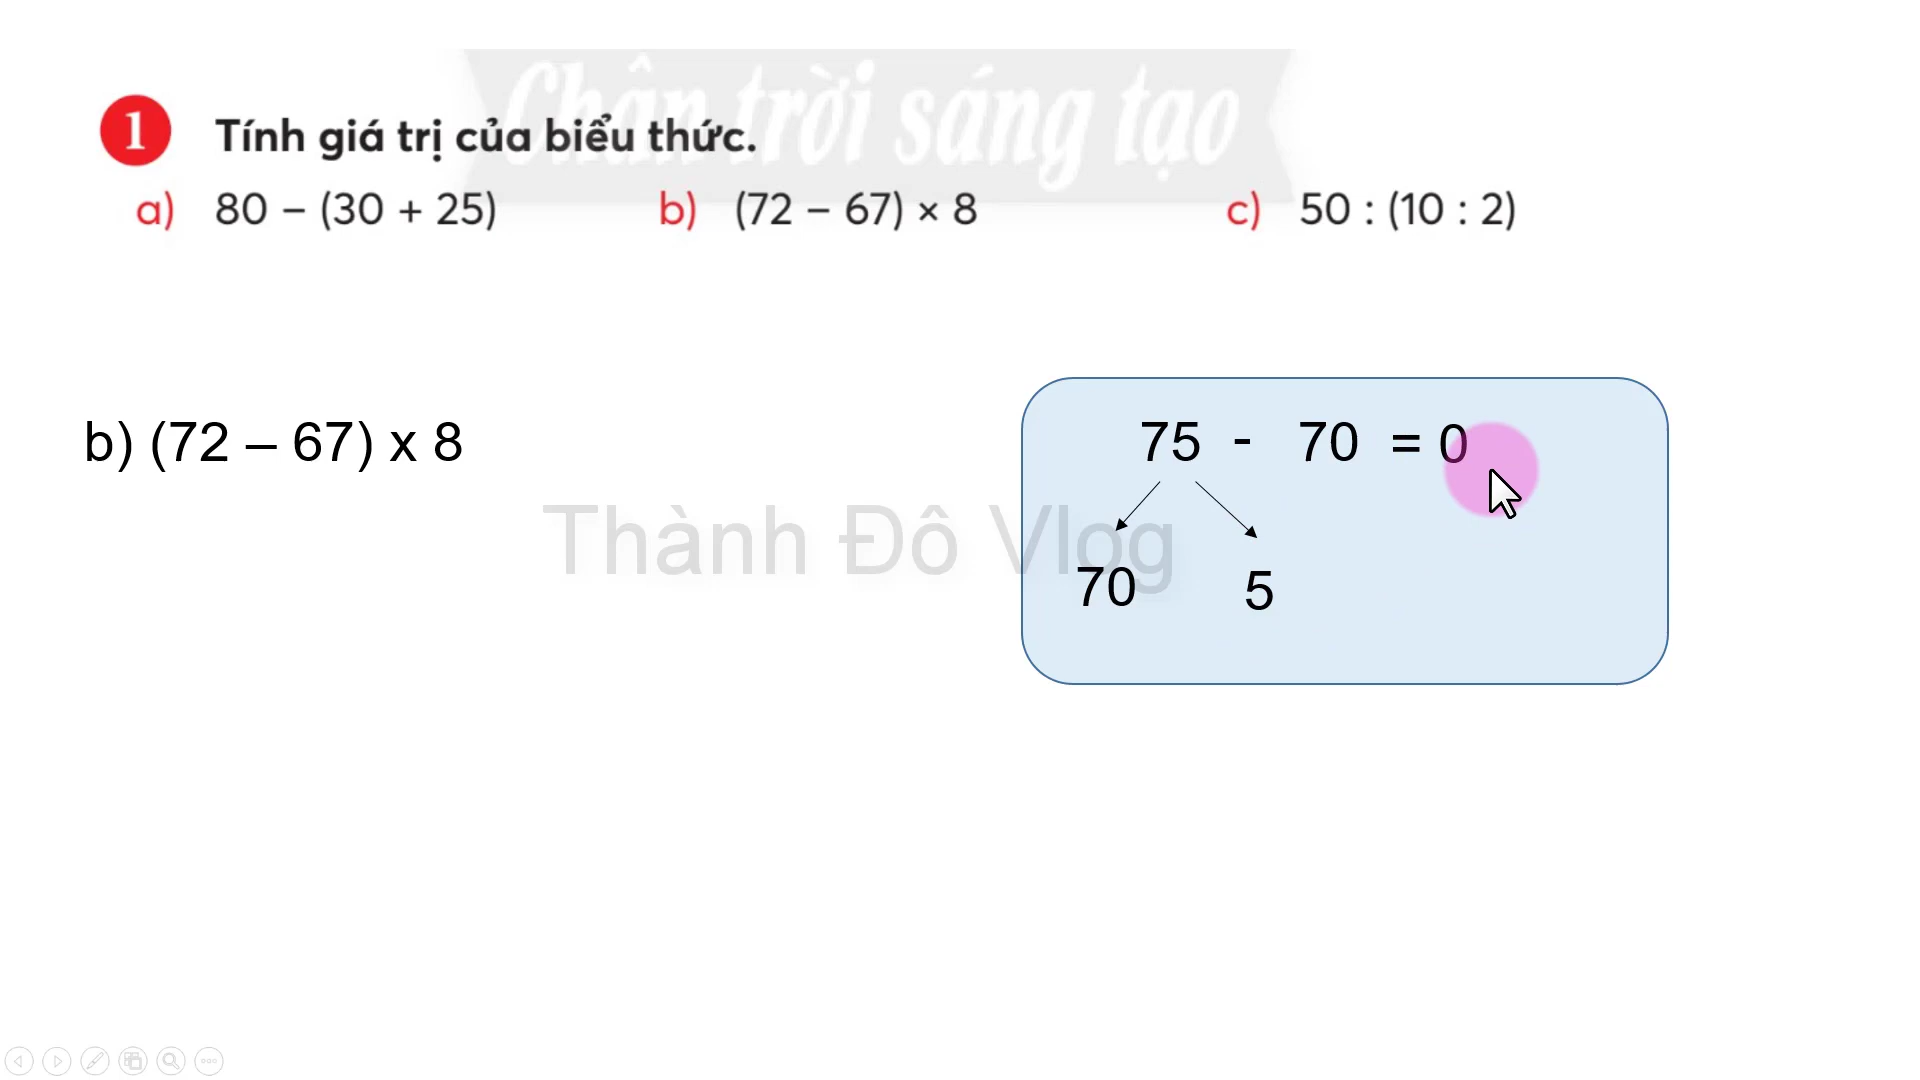 Chân trời sáng tạo
1 Tính giá trị của biểu thức.
a) 80 – (30 + 25) b) (72 – 67) × 8 c) 50 : (10 : 2)
b) (72 – 67) x 8
75 - 70 = 0
Thành Đô Vlog
70 5